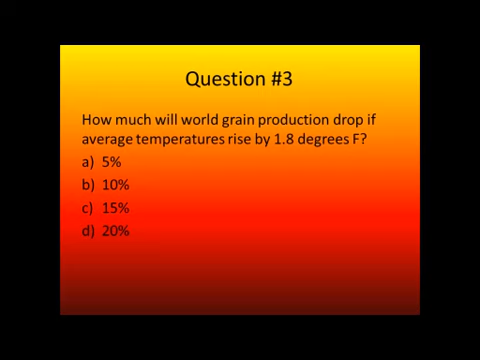 Question #3
How much will world grain production drop if
average temperatures rise by 1.8 degrees F?
a) 5%
b) 10%
c) 15%
d) 20%